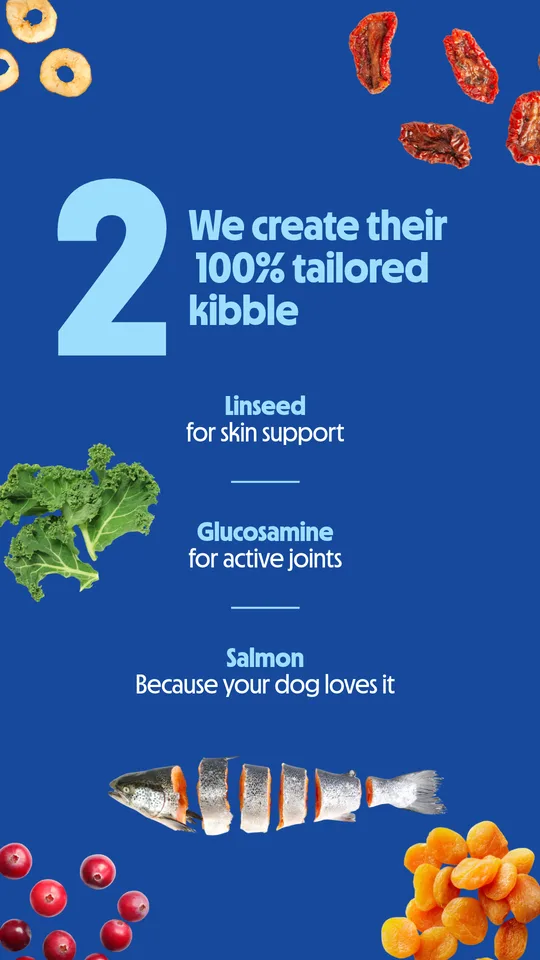 2
We create their
100% tailored
kibble
Linseed
for skin support
Glucosamine
for active joints
Salmon
Because your dog loves it